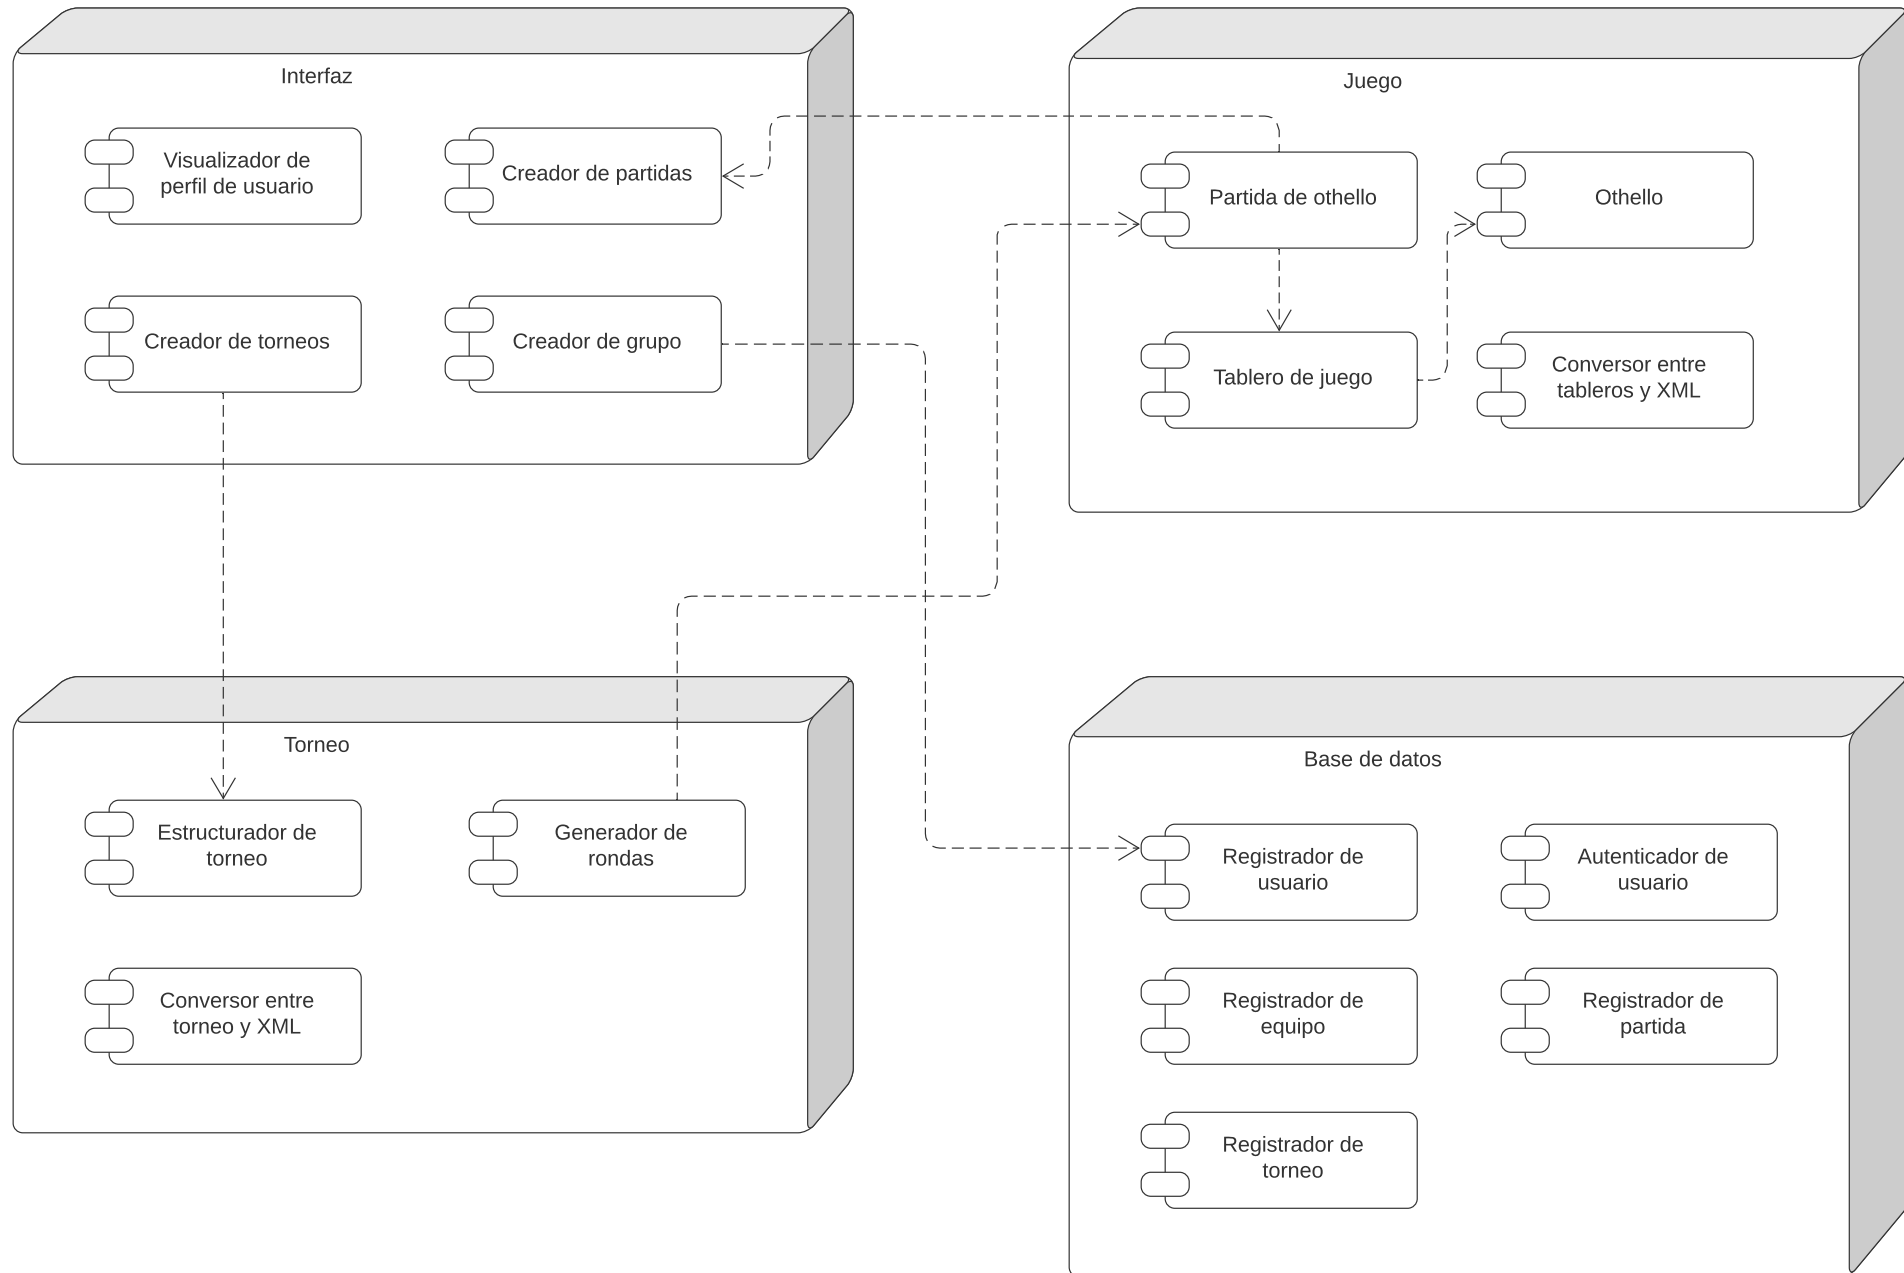 Interfaz
Visualizador de
perfil de usuario
Creador de partidas
Creador de torneos
Creador de grupo
Juego
Partida de othello
Othello
Tablero de juego
Conversor entre
tableros y XML
Torneo
Estructurador de
torneo
Generador de
rondas
Conversor entre
torneo y XML
Base de datos
Registrador de
usuario
Autenticador de
usuario
Registrador de
equipo
Registrador de
partida
Registrador de
torneo